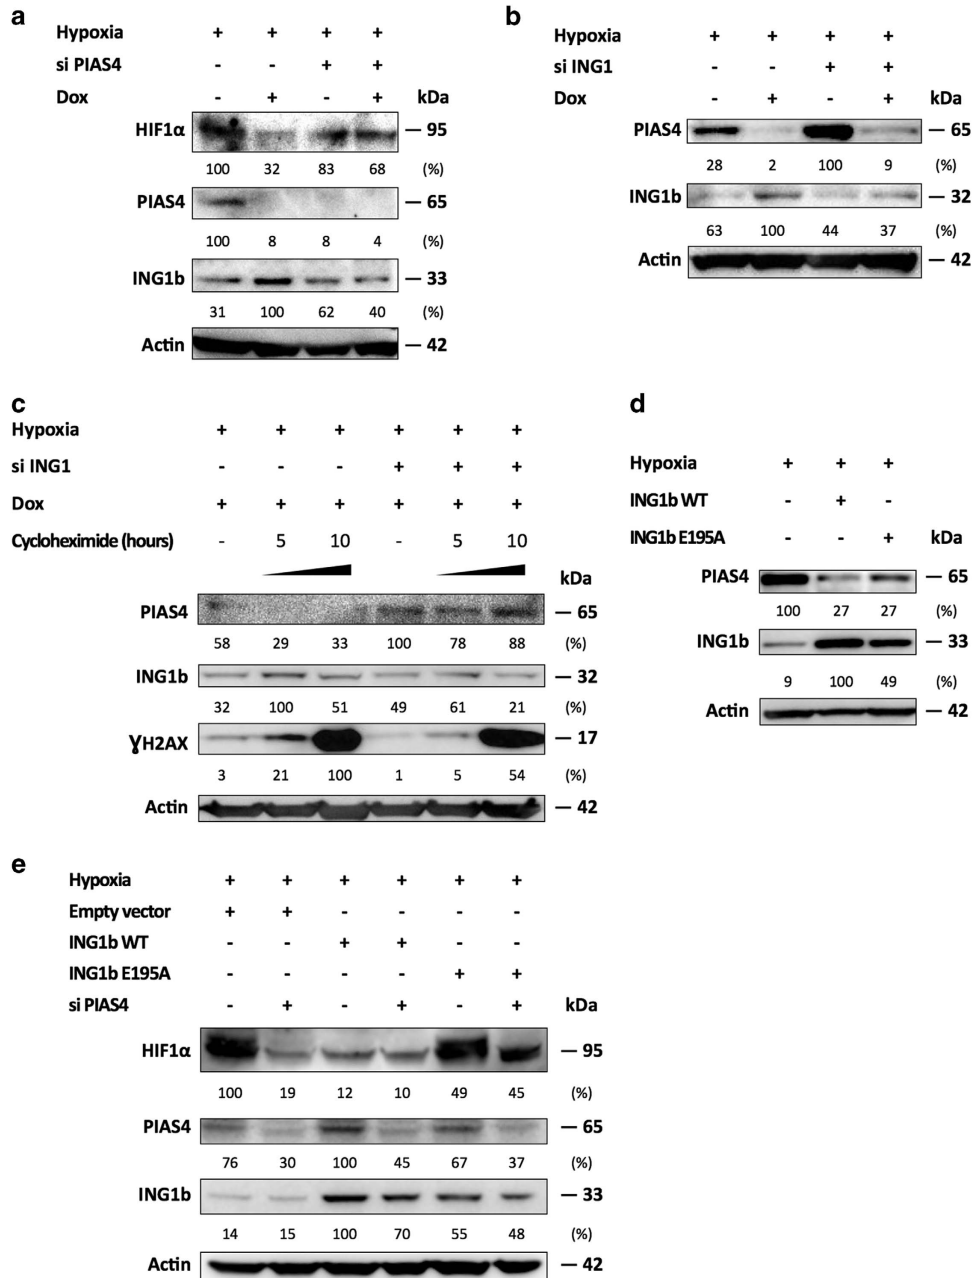 a
Hypoxia + + + +
si PIAS4 - - + +
Dox - + - + kDa
HIF1α — 95
100 32 83 68 (%)
PIAS4 — 65
100 8 8 4 (%)
ING1b — 33
31 100 62 40 (%)
Actin — 42
b
Hypoxia + + + +
si ING1 - - + +
Dox - + - + kDa
PIAS4 — 65
28 2 100 9 (%)
ING1b — 32
63 100 44 37 (%)
Actin — 42
c
Hypoxia + + + + + +
si ING1 - - - + + +
Dox + + + + + +
Cycloheximide (hours) - 5 10 - 5 10
kDa
PIAS4 — 65
58 29 33 100 78 88 (%)
ING1b — 32
32 100 51 49 61 21 (%)
ɣH2AX — 17
3 21 100 1 5 54 (%)
Actin — 42
d
Hypoxia + + +
ING1b WT - + -
ING1b E195A - - + kDa
PIAS4 — 65
100 27 27 (%)
ING1b — 33
9 100 49 (%)
Actin — 42
e
Hypoxia + + + + + +
Empty vector + + - - - -
ING1b WT - - + + - -
ING1b E195A - - - - + +
si PIAS4 - + - + - + kDa
HIF1α — 95
100 19 12 10 49 45 (%)
PIAS4 — 65
76 30 100 45 67 37 (%)
ING1b — 33
14 15 100 70 55 48 (%)
Actin — 42